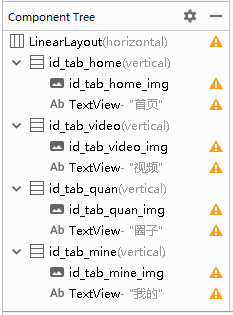 Component Tree
LinearLayout(horizontal)
id_tab_home(vertical)
id_tab_home_img
Ab TextView- "首页"
id_tab_video(vertical)
id_tab_video_img
Ab TextView- "视频"
id_tab_quan(vertical)
id_tab_quan_img
Ab TextView- "圈子"
id_tab_mine(vertical)
id_tab_mine_img
Ab TextView- "我的"